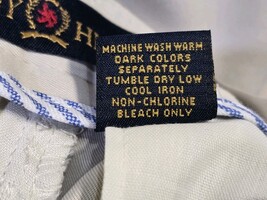 Y H
MACHINE WASH WARM
DARK COLORS
SEPARATELY
TUMBLE DRY LOW
COOL IRON
NON-CHLORINE
BLEACH ONLY